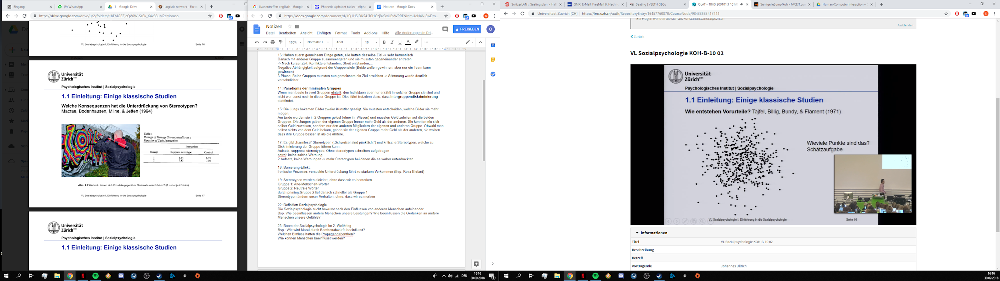 Eingang
(9) WhatsApp
1 – Google Drive
Logistic network - Facto
https://drive.google.com/drive/u/2/folders/18FMGBZjcQWiW-Sz6k_X4x66uM2cMomso
VL Sozialpsychologie I, Einführung in die Sozialpsychologie
Seite 16
Universität
Zürich UZH
Psychologisches Institut | Sozialpsychologie
1.1 Einleitung: Einige klassische Studien
Welche Konsequenzen hat die Unterdrückung von Stereotypen?
Macrae, Bodenhausen, Milne, & Jetten (1994)
Table 1
Ratings of Passage Stereotypicality as a
Function of Task Instruction
Instruction
Passage Suppress stereotype Control
1 5.54 6.95
2 7.83 7.08
Abb. 1.1 Wie leicht lassen sich Vorurteile gegenüber Skinheads unterdrücken? (© luzitanija / Fotolia)
VL Sozialpsychologie I, Einführung in die Sozialpsychologie
Seite 17
Universität
Zürich UZH
Psychologisches Institut | Sozialpsychologie
1.1 Einleitung: Einige klassische Studien
klassentreffen englisch - Google
Phonetic alphabet tables - Alpha
Notizen - Google Docs
Notizen
Datei Bearbeiten Ansicht Einfügen Format Tools Add-ons Hilfe Alle Änderungen in Dri...
FREIGEBEN
O
100% Normaler T... Arial 10
13: Haben zuerst gemeinsam Dinge getan, alle hatten dasselbe Ziel -> sehr harmonisch
Danach mit anderer Gruppe zusammengetan und sie mussten gegeneinander antreten
-> Nach kurzer Zeit: Konflikte entstanden, Streit entstanden,...
Negative Abhängigkeit aufgrund der Gruppenziele (Beide wollen gewinnen, aber nur ein Team kann
gewinnen)
3.Phase: Beide Gruppen mussten nun gemeinsam ein Ziel erreichen -> Stimmung wurde deutlich
versöhnlicher
14: Paradigma der minimalen Gruppen
Wenn man Leute in zwei Gruppen einteilt, den Individuen aber nur erzählt in welcher Gruppe sie sind und
nicht wer sonst noch in dieser Gruppe ist. Dies führt trotzdem dazu, dass Intergruppendiskriminierung
stattfindet.
15: Die Jungs bekamen Bilder zweier Künstler gezeigt. Sie mussten entscheiden, welche Bilder sie mehr
mögen.
Am Ende wurden sie in 2 Gruppen gelost (ohne ihr Wissen) und mussten Geld zuteilen auf die beiden
Gruppen. Die Jungen gaben der eigenen Gruppe immer mehr Geld als der anderen. Sie konnten nie sich
selber Geld zuweisen, sondern nur den anderen Mitgliedern der eigenen und anderen Gruppe. Obwohl man
selbst nichts von dem Geld bekam, gaben sie der eigenen Gruppe mehr Geld als der anderen, sie wollten
dass ihre Gruppe besser ist als die andere.
17: Es gibt „harmlose" Stereotypen („Schweizer sind pünktlich.") und kritische Stereotypen, welche zu
Diskriminierung der Gruppe führen kann.
Aufsatz: suppress stereotypes: Ohne stereotypen schreiben aufgetragen
cotrol: keine solche Warnung
2.Aufsatz, keine Warnungen -> mehr Stereotypen bei denen die es vorher unterdrückten
18: Bumerang-Effekt:
ironische Prozesse: versuchte Unterdrückung führt zu starkem Vorkommen (Bsp. Rosa Elefant)
19: Stereotypen werden aktiviert, ohne dass wir es bemerken
Gruppe 1: Alte-Menschen-Wörter
Gruppe 2: Neutrale Wörter
durch priming:Gruppe 2 lief danach schneller als Gruppe 1
Stereotypen ändern unser Verhalten, ohne, dass wir es merken
22: Definition Sozialpsychologie
Die Sozialpsychologie sucht bewusst nach den Einflüssen von anderen Menschen aufeinander
Bsp. Wie beeinflussen andere Menschen unsere Leistungen? Wie beeinflussen die Gedanken an andere
Menschen unsere Gefühle?
23: Boom der Sozialpsychologie im 2. Weltkrieg
Bsp.: Wie wird Moral durch Bombenabwürfe beeinflusst?
Welchen Einfluss hatten die Propagandabomben?
Wie können Menschen beeinflusst werden?
SwitzerLAN :: Seating plan > Hall
GMX: E-Mail, FreeMail & Nachric
Seating | VSETH GECo
OLAT - 18HS 200101.3 101/0
SemigeileSumpfkuh - FACEIT.com
Human-Computer Interaction –
Universitaet Zuerich [CH] | https://lms.uzh.ch/auth/RepositoryEntry/16457760870/CourseNode/98433583417444
Bei Fragen wenden Sie sich an: konstantin.canora@uzh.ch
Ausblenden
Zurück
VL Sozialpsychologie KOH-B-10 02
Universität
Zürich UZH
Psychologisches Institut | Sozialpsychologie
1.1 Einleitung: Einige klassische Studien
Wie entstehen Vorurteile? Tajfel, Billig, Bundy, & Flament (1971)
Wieviele Punkte sind das?
Schätzaufgabe
VL Sozialpsychologie I, Einführung in die Sozialpsychologie
Seite 16
Informationen
Titel VL Sozialpsychologie KOH-B-10 02
Beschreibung
Betreff
Vortragende Johannes Ullrich
DEU
16:16
30.09.2018
16:16
30.09.2018